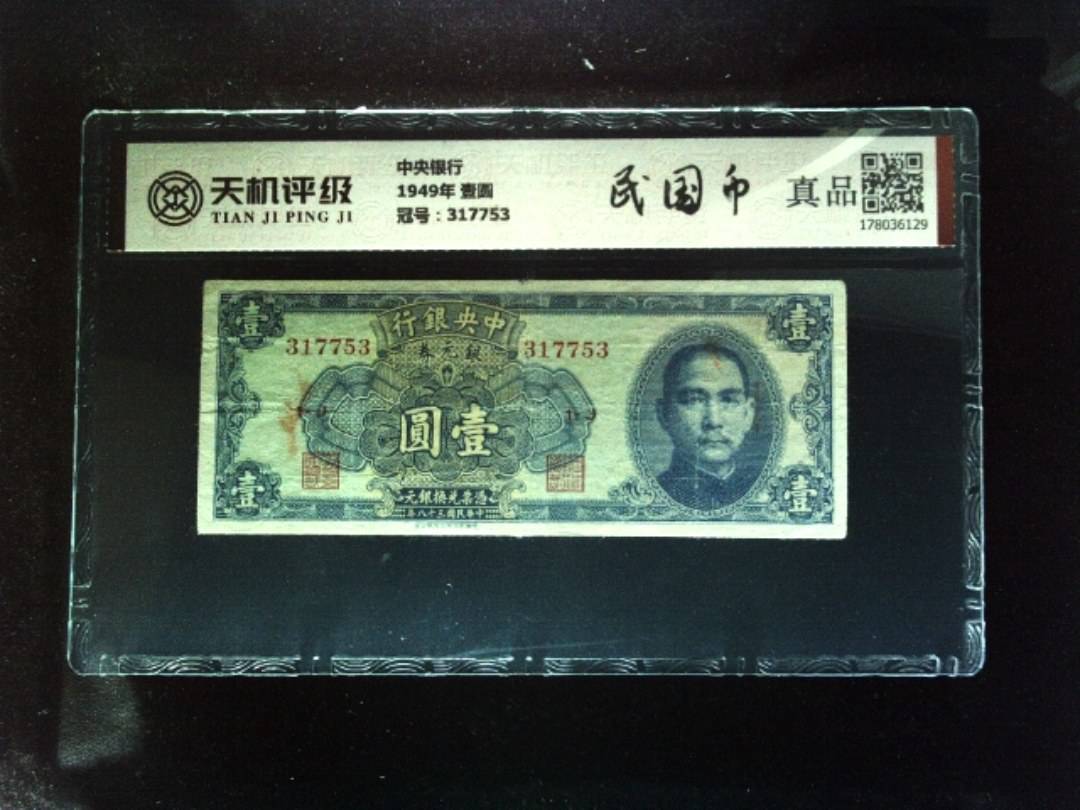 天机评级
TIAN JI PING JI
中央银行
1949年 壹圆
冠号：317753
民国币
真品
178036129
行銀央中
券元銀
317753
317753
壹
壹
圓壹
壹
壹
元銀換兌票憑
年八十三國民華中